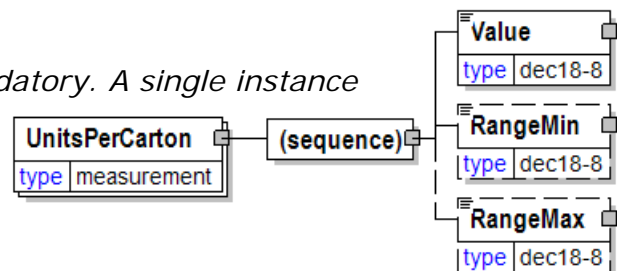 Value
type dec18-8
datory. A single instance
RangeMin
type dec18-8
UnitsPerCarton
type measurement
(sequence)
RangeMax
type dec18-8